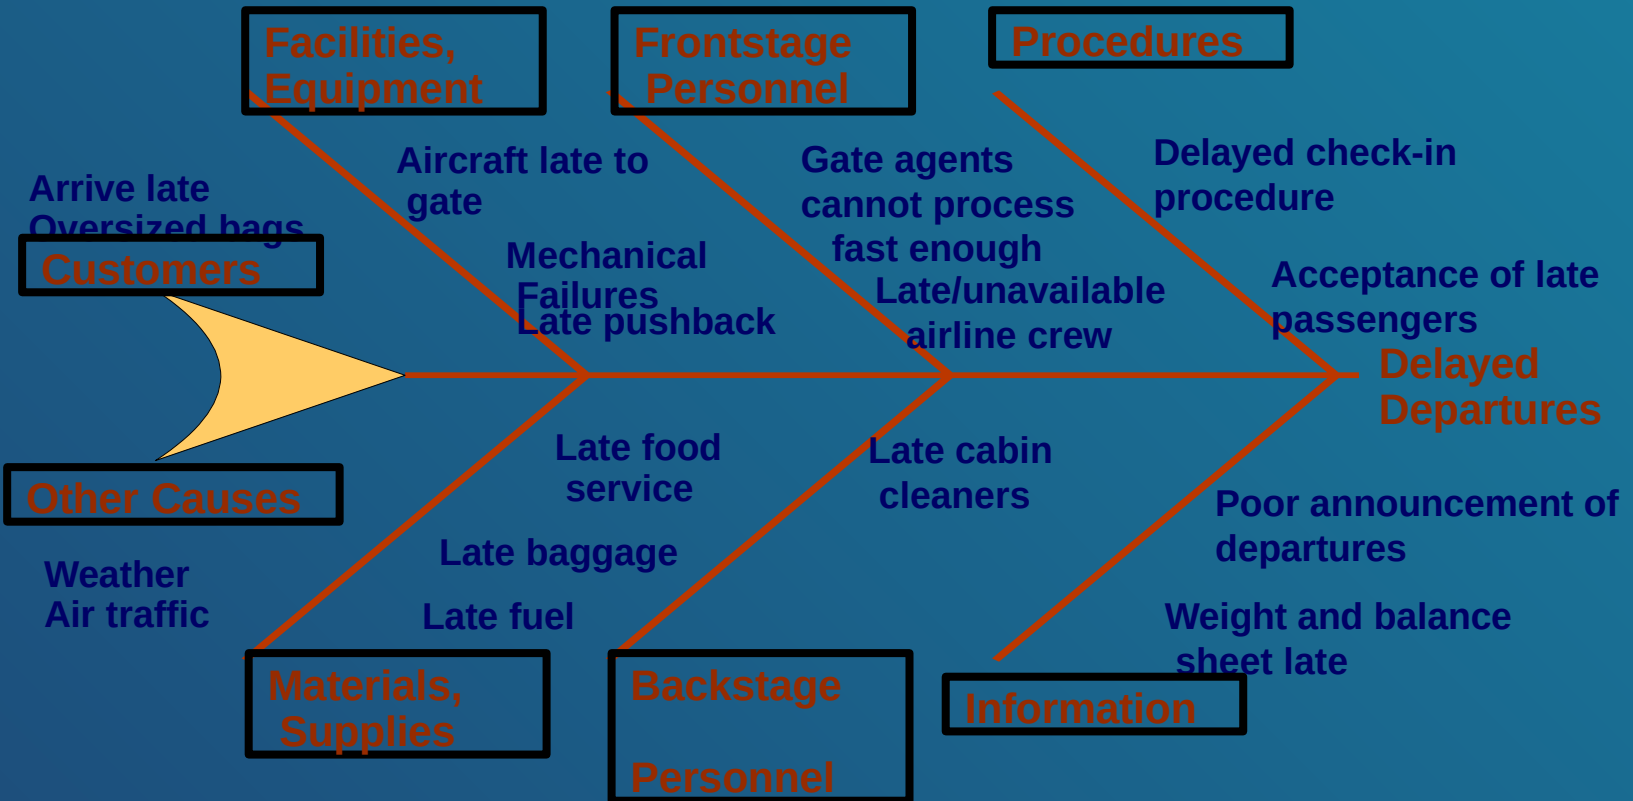 Facilities,
Equipment
Frontstage
Personnel
Procedures
Aircraft late to
gate
Mechanical
Failures
Late pushback
Gate agents
cannot process
fast enough
Late/unavailable
airline crew
Delayed check-in
procedure
Acceptance of late
passengers
Arrive late
Oversized bags
Customers
Delayed
Departures
Other Causes
Weather
Air traffic
Late food
service
Late baggage
Late fuel
Late cabin
cleaners
Poor announcement of
departures
Weight and balance
sheet late
Materials,
Supplies
Backstage
Personnel
Information